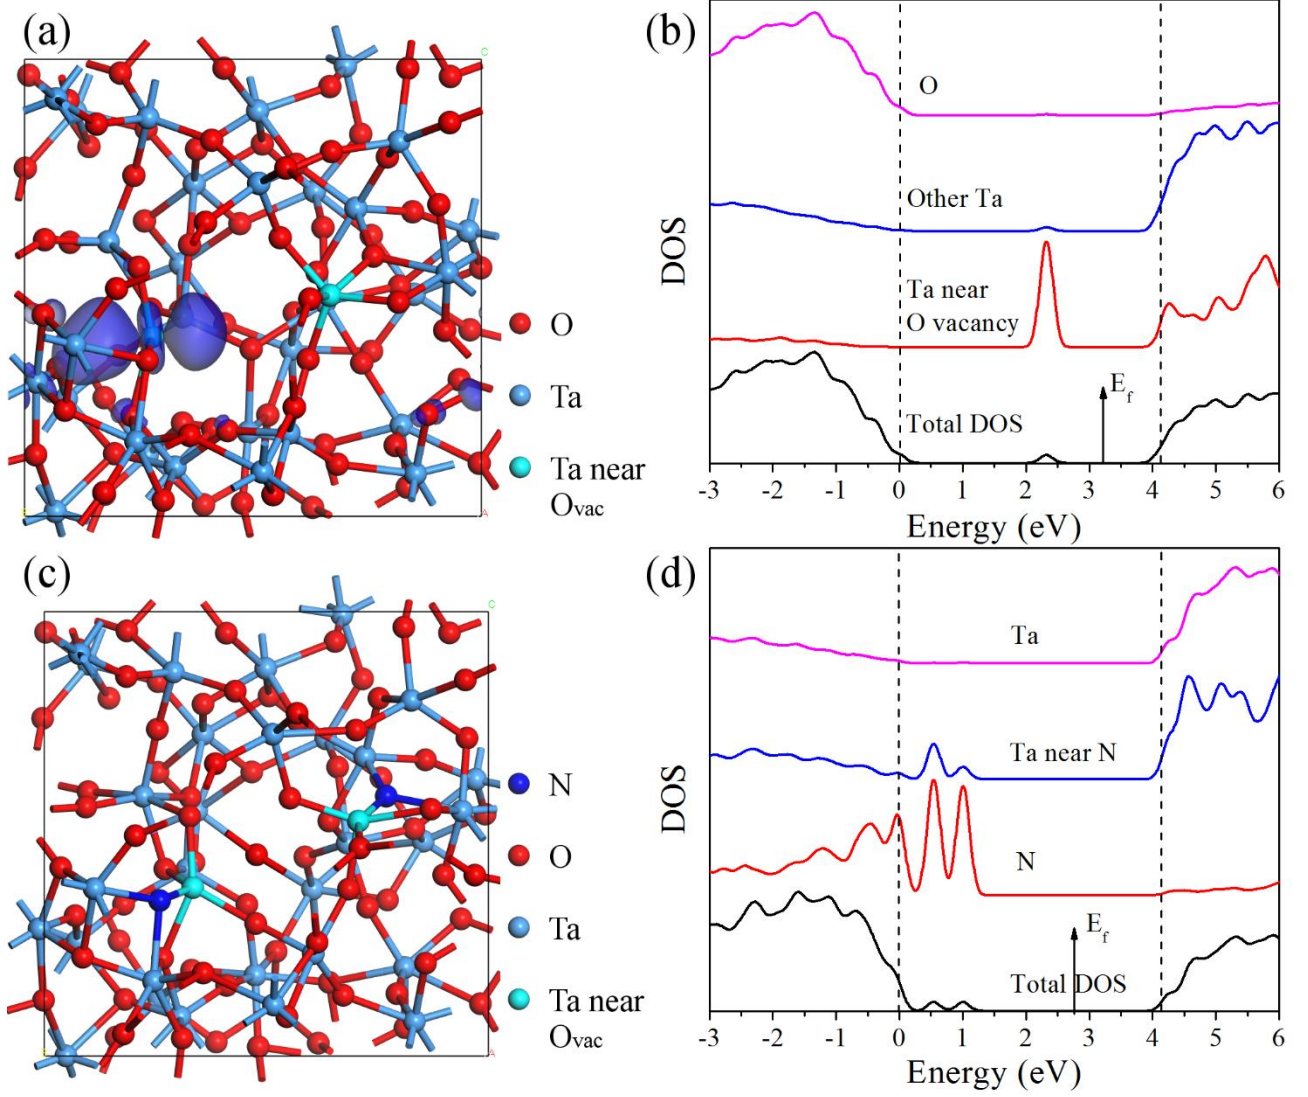 (a)
C
A
O
Ta
Ta near
Ovac
(b)
O
Other Ta
Ta near
O vacancy
Ef
Total DOS
DOS
-3 -2 -1 0 1 2 3 4 5 6
Energy (eV)
(c)
C
A
N
O
Ta
Ta near
Ovac
(d)
Ta
Ta near N
N
Ef
Total DOS
DOS
-3 -2 -1 0 1 2 3 4 5 6
Energy (eV)